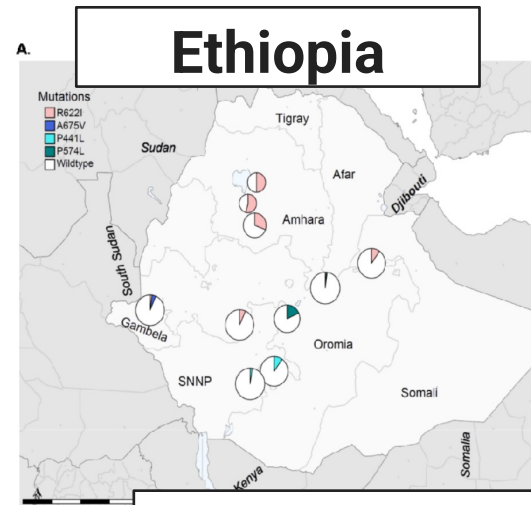 Ethiopia
A.
Mutations
R622I
A675V
P441L
P574L
Wildtype
Tigray
Sudan
Afar
Djibouti
Amhara
South Sudan
Gambela
Oromia
SNNP
Somali
Kenya
Somalia